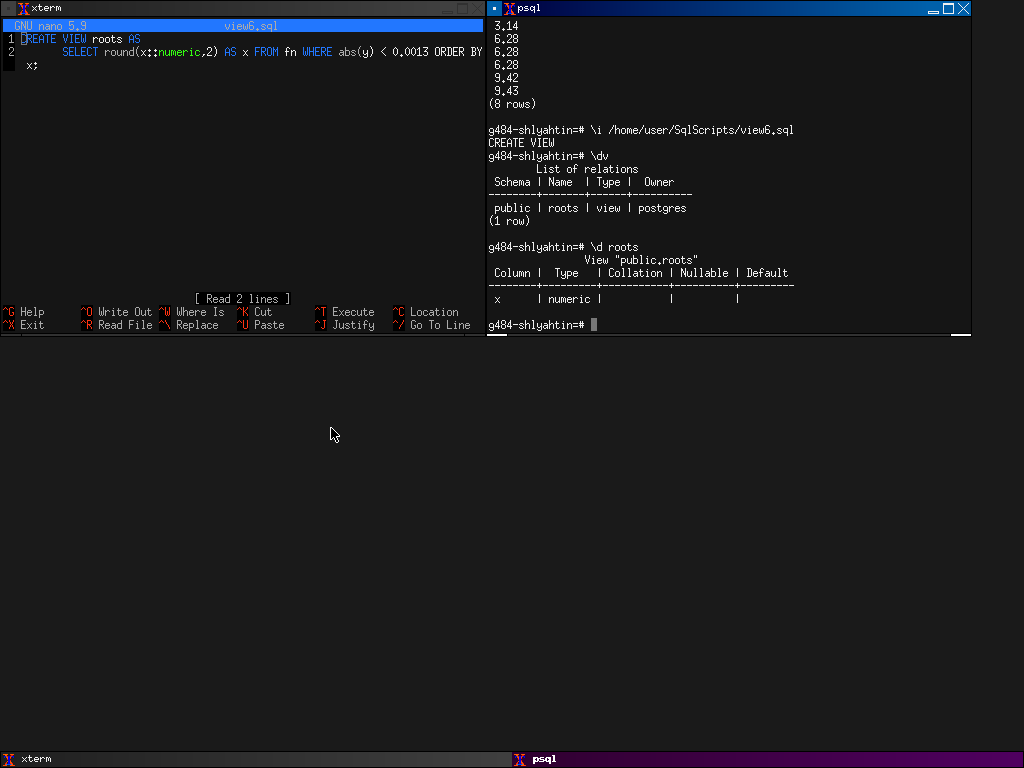 xterm
GNU nano 5.9 view6.sql
1 CREATE VIEW roots AS
2 SELECT round(x::numeric,2) AS x FROM fn WHERE abs(y) < 0.0013 ORDER BY
x;
[ Read 2 lines ]
^G Help ^O Write Out ^W Where Is ^K Cut ^T Execute ^C Location
^X Exit ^R Read File ^\ Replace ^U Paste ^J Justify ^/ Go To Line
psql
3.14
6.28
6.28
6.28
9.42
9.43
(8 rows)
g484-shlyahtin=# \i /home/user/SqlScripts/view6.sql
CREATE VIEW
g484-shlyahtin=# \dv
List of relations
Schema | Name | Type | Owner
--------+-------+------+----------
public | roots | view | postgres
(1 row)
g484-shlyahtin=# \d roots
View "public.roots"
Column | Type | Collation | Nullable | Default
--------+---------+-----------+----------+---------
x | numeric | | |
g484-shlyahtin=#
xterm
psql